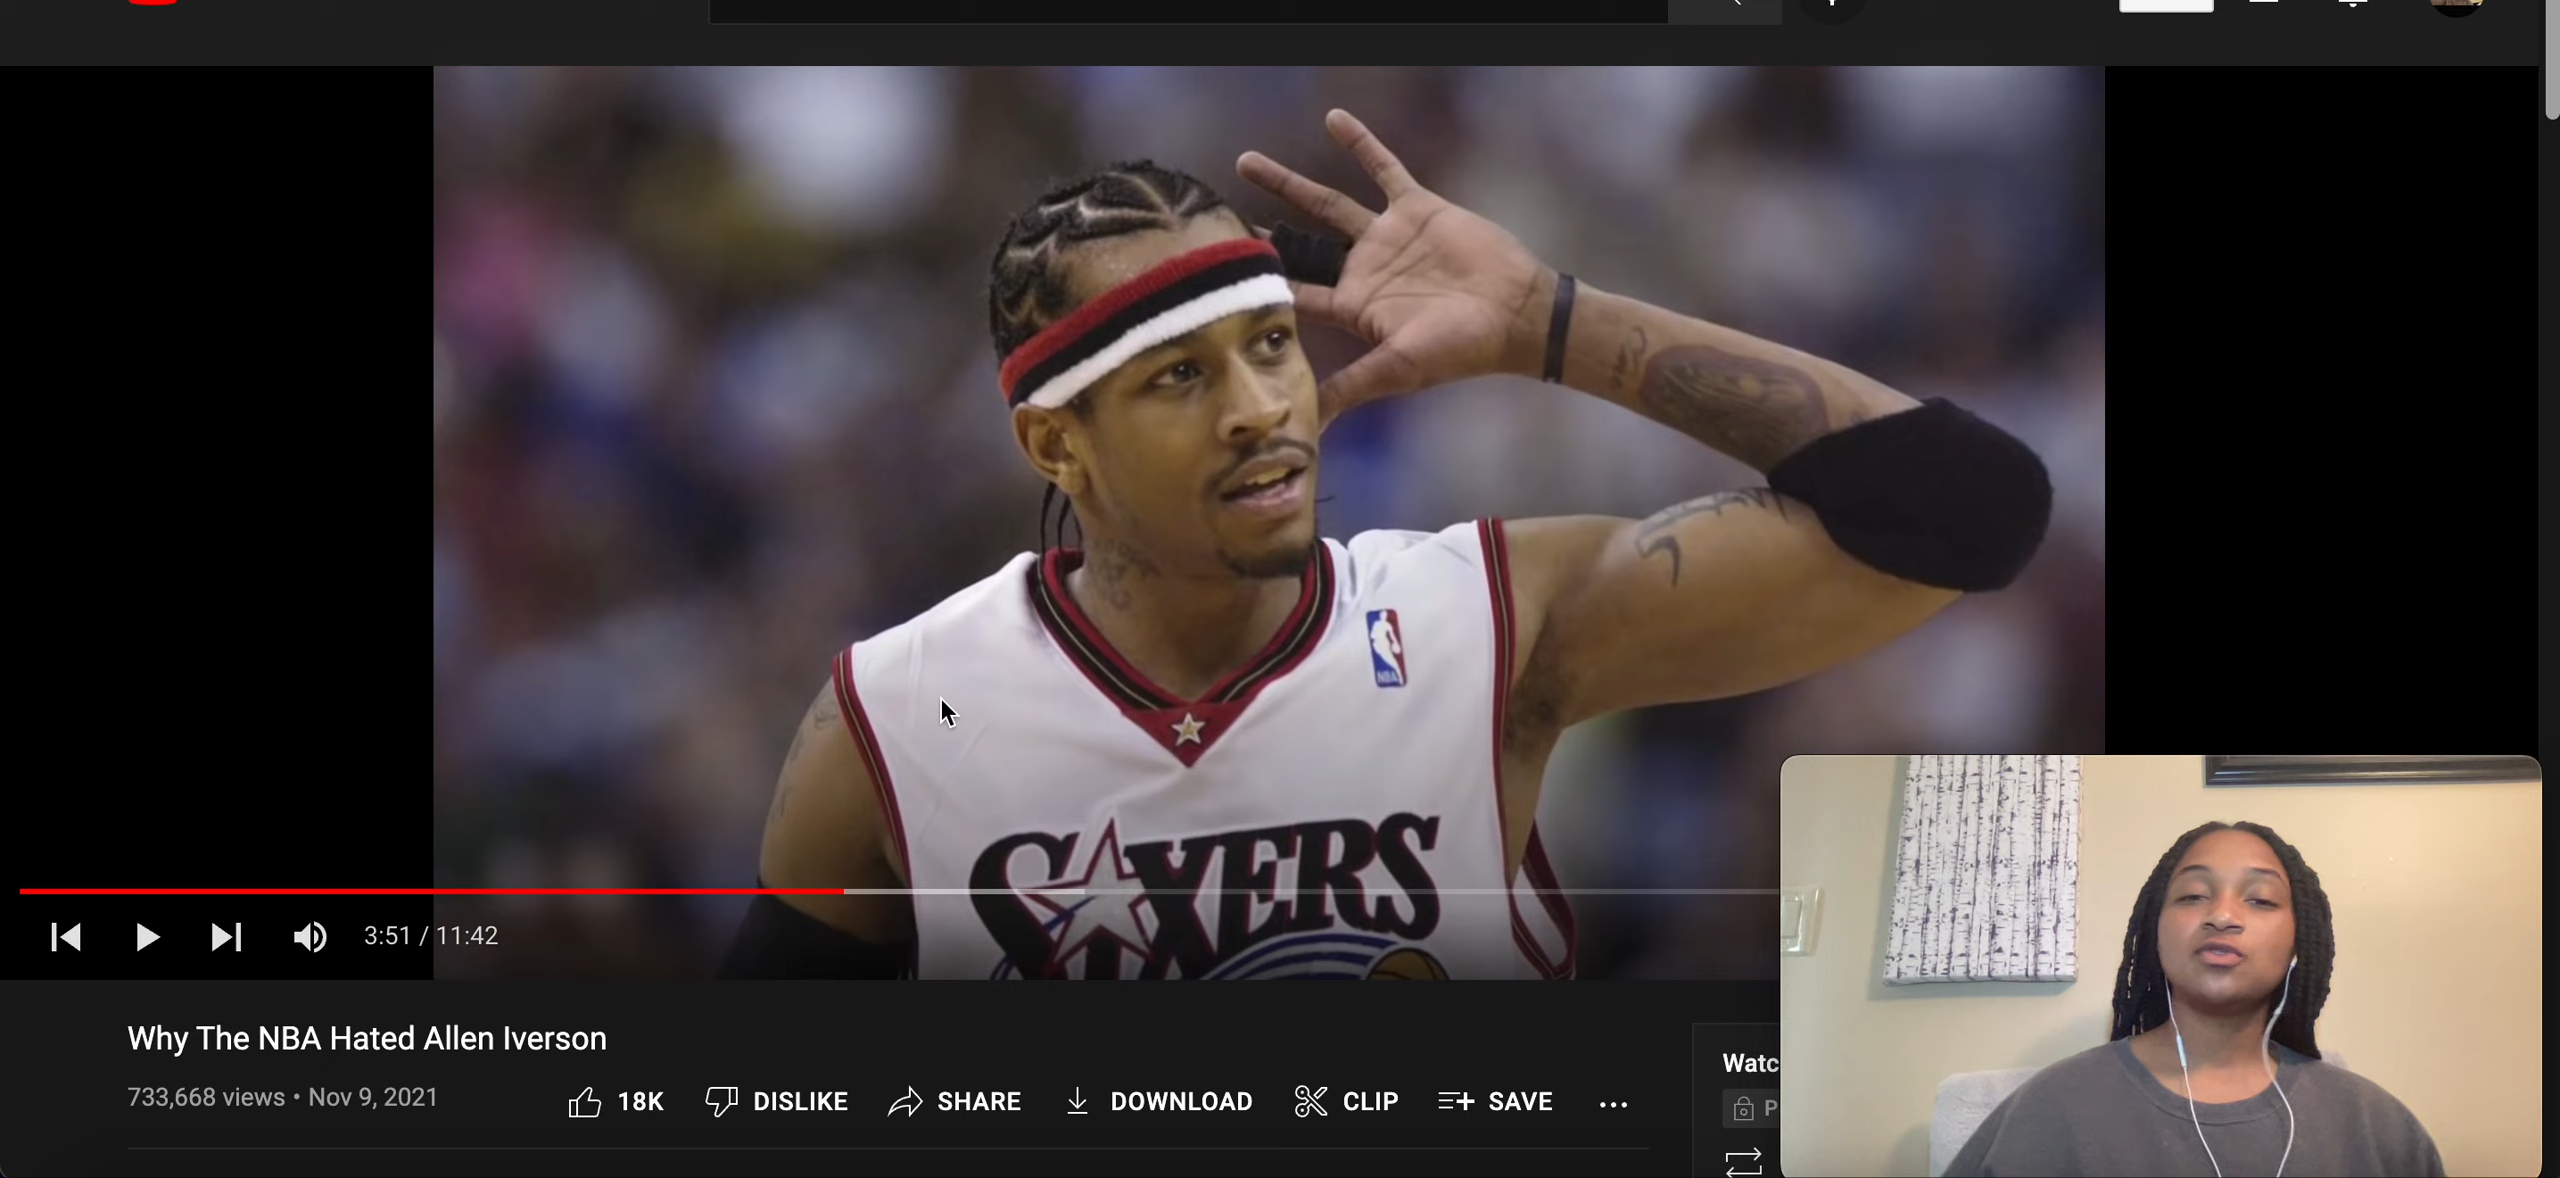 NBA
SIXERS
3:51 / 11:42
Why The NBA Hated Allen Iverson
733,668 views • Nov 9, 2021
18K
DISLIKE
SHARE
DOWNLOAD
CLIP
SAVE
Watc
P